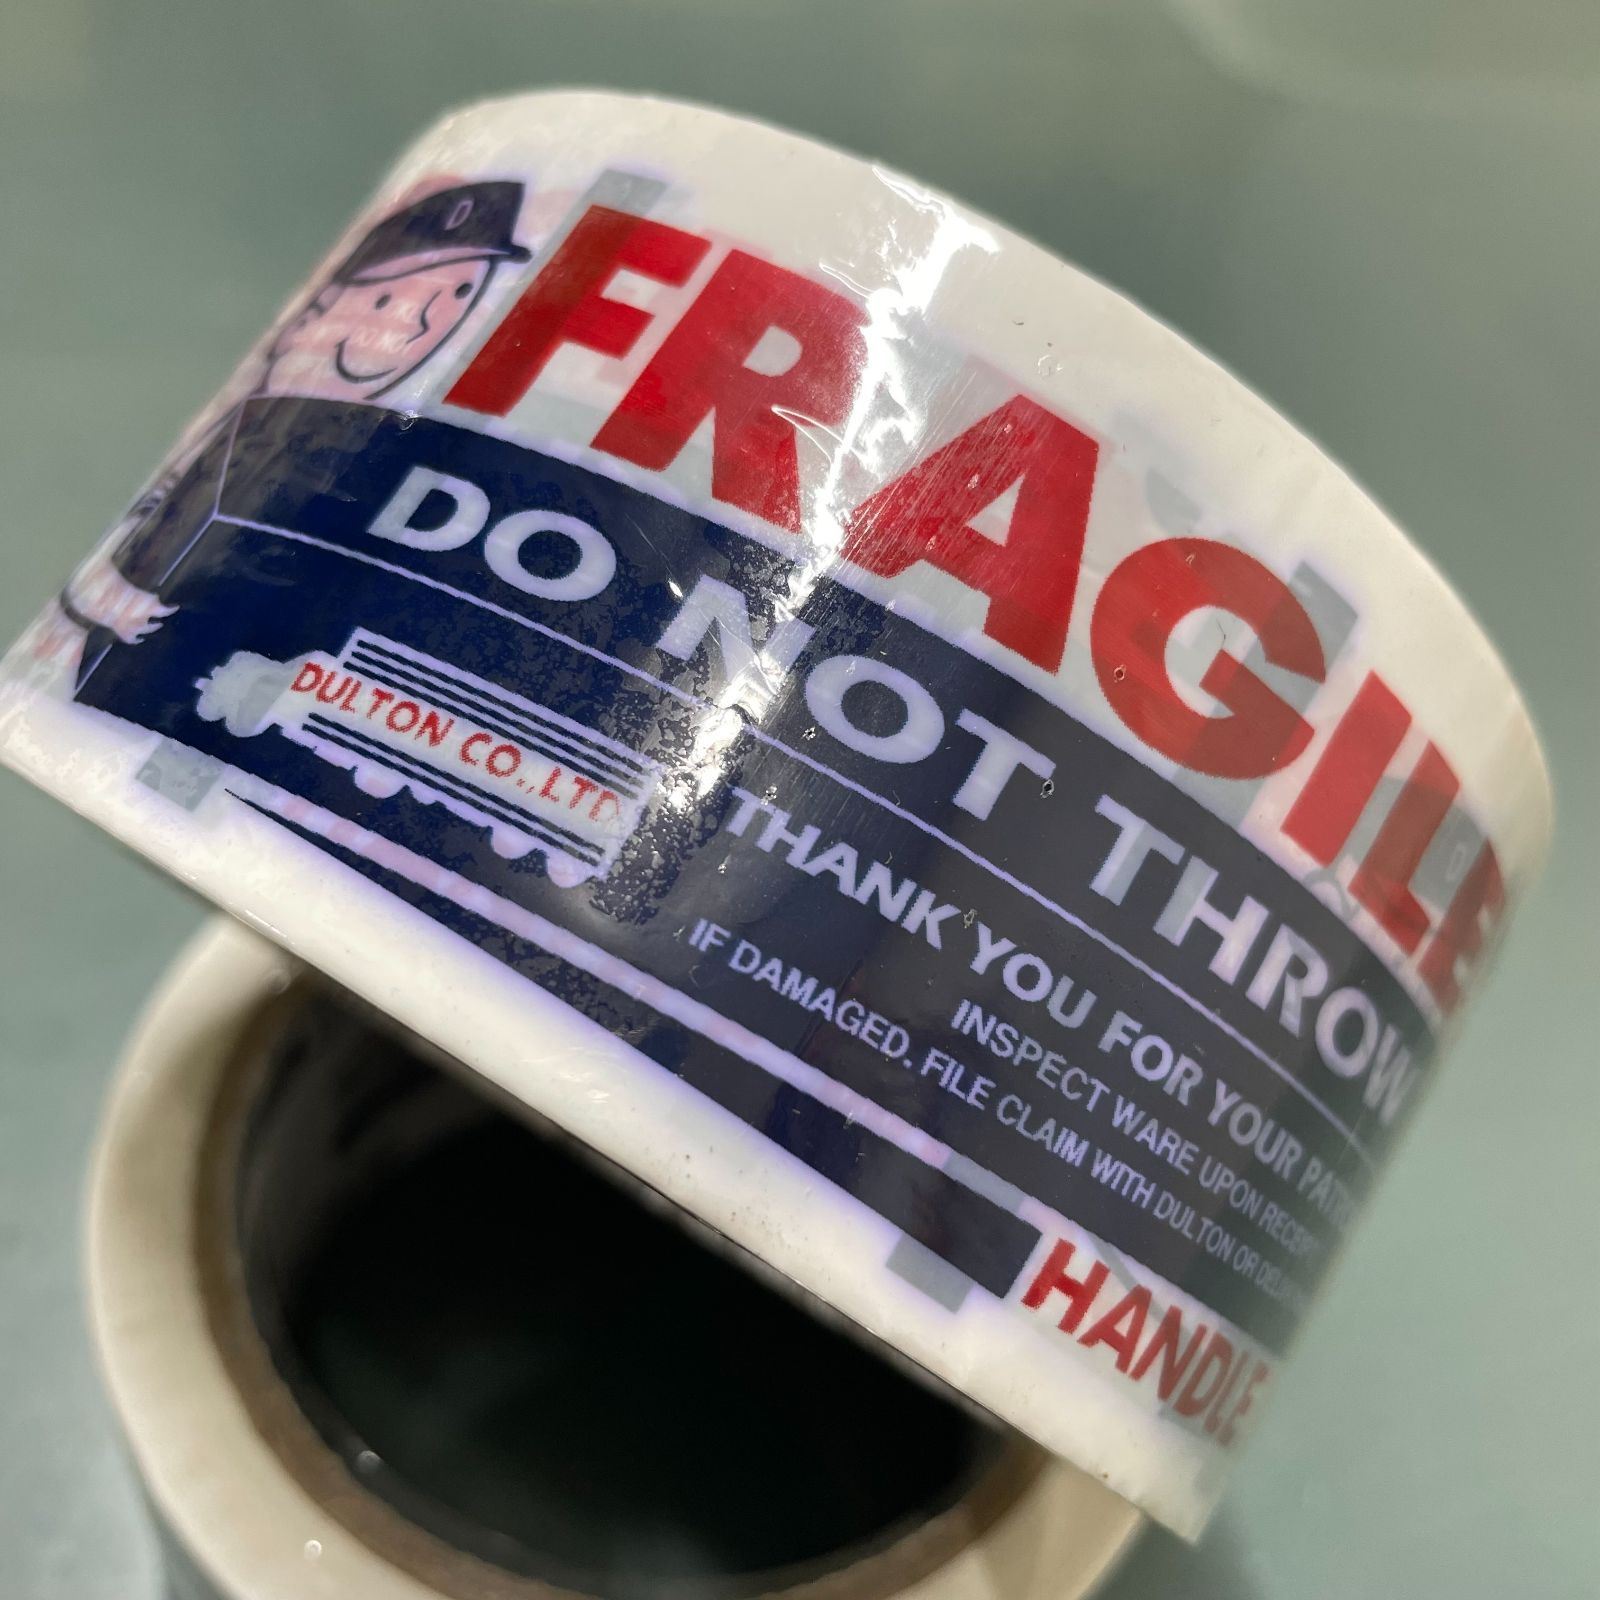 D
FRAGILE
DO NOT THROW
DULTON CO.,LTD
THANK YOU FOR YOUR
INSPECT WARE UPON
IF DAMAGED. FILE CLAIM WITH DULTON OR
HANDLE